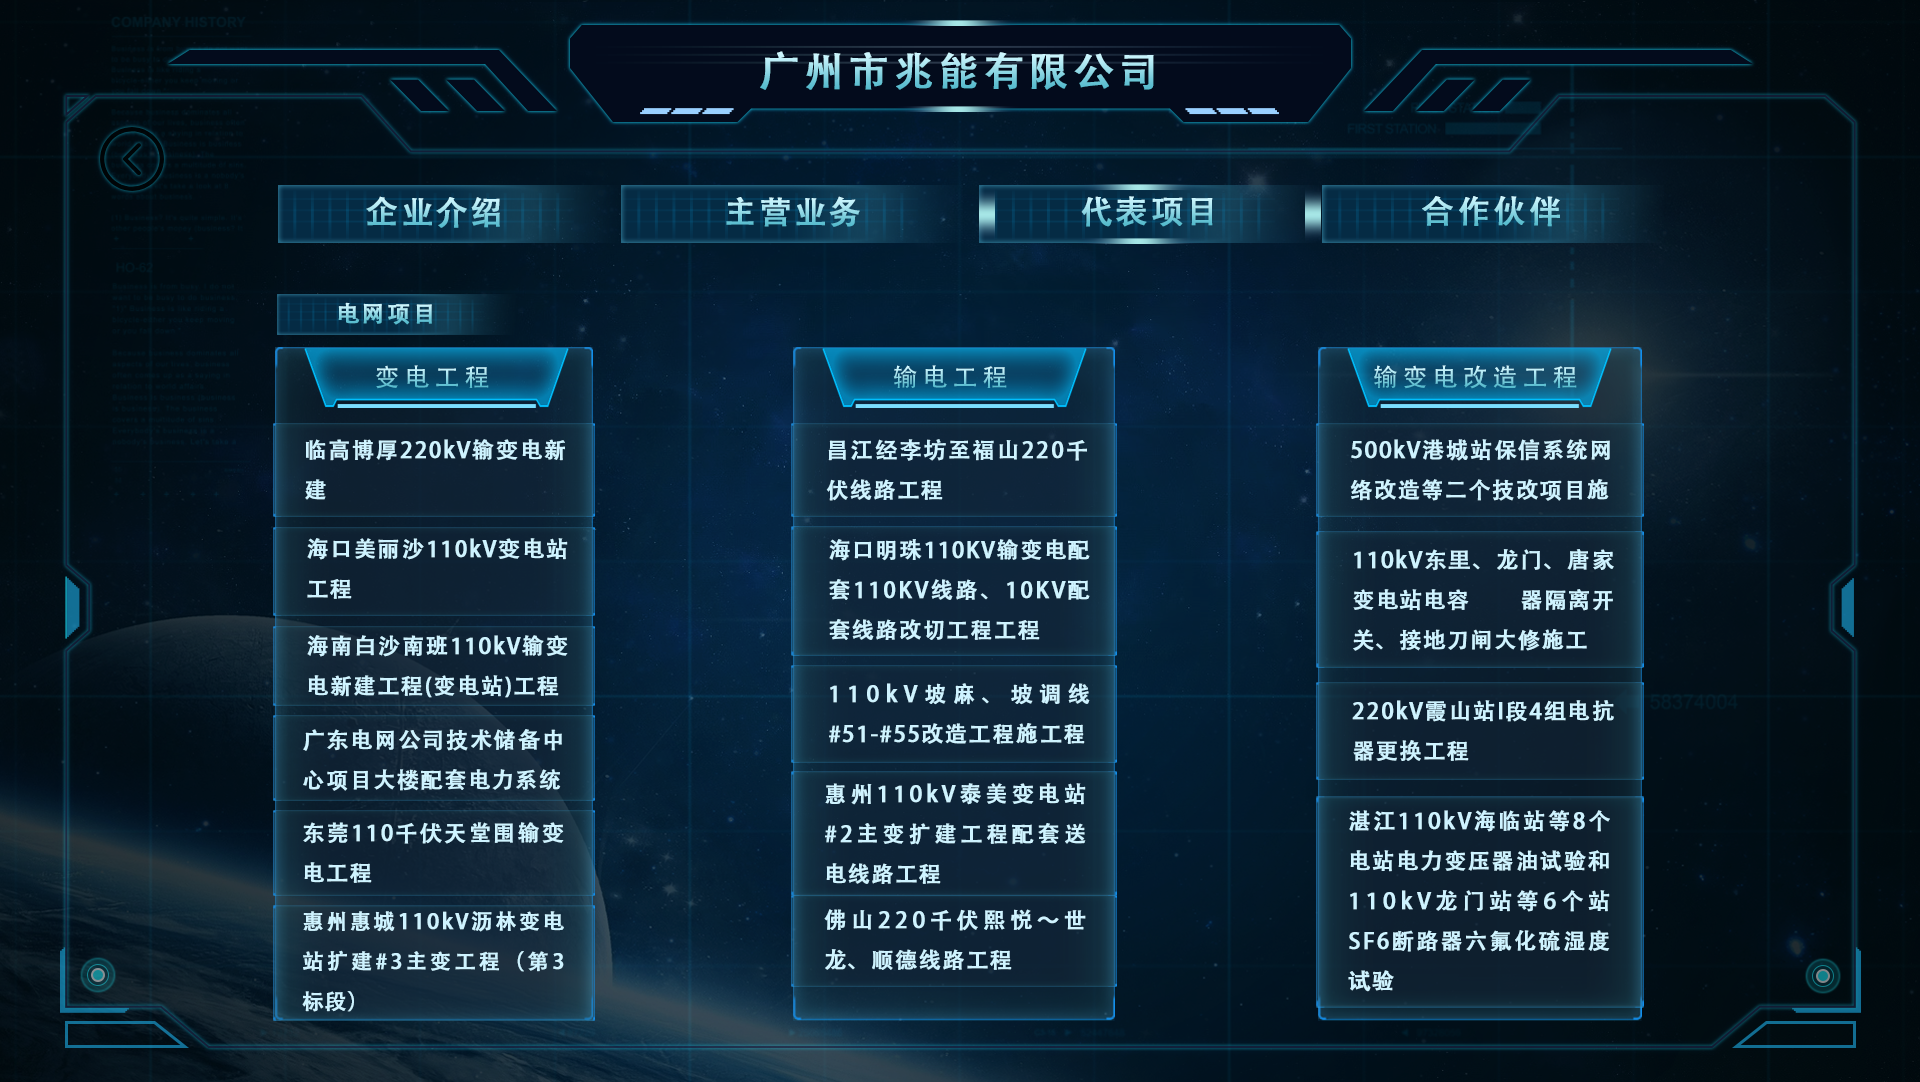 COMPANY HISTORY
广州市兆能有限公司
FIRST STATION
企业介绍
主营业务
代表项目
合作伙伴
HO-62
电网项目
变电工程
临高博厚220kV输变电新
建
海口美丽沙110kV变电站
工程
海南白沙南班110kV输变
电新建工程(变电站)工程
广东电网公司技术储备中
心项目大楼配套电力系统
东莞110千伏天堂围输变
电工程
惠州惠城110kV沥林变电
站扩建#3主变工程（第3
标段）
输电工程
昌江经李坊至福山220千
伏线路工程
海口明珠110KV输变电配
套110KV线路、10KV配
套线路改切工程工程
110kV坡麻、坡调线
#51-#55改造工程施工程
惠州110kV泰美变电站
#2主变扩建工程配套送
电线路工程
佛山220千伏熙悦～世
龙、顺德线路工程
输变电改造工程
500kV港城站保信系统网
络改造等二个技改项目施
110kV东里、龙门、唐家
变电站电容 器隔离开
关、接地刀闸大修施工
220kV霞山站I段4组电抗
器更换工程
58374004
湛江110kV海临站等8个
电站电力变压器油试验和
110kV龙门站等6个站
SF6断路器六氟化硫湿度
试验